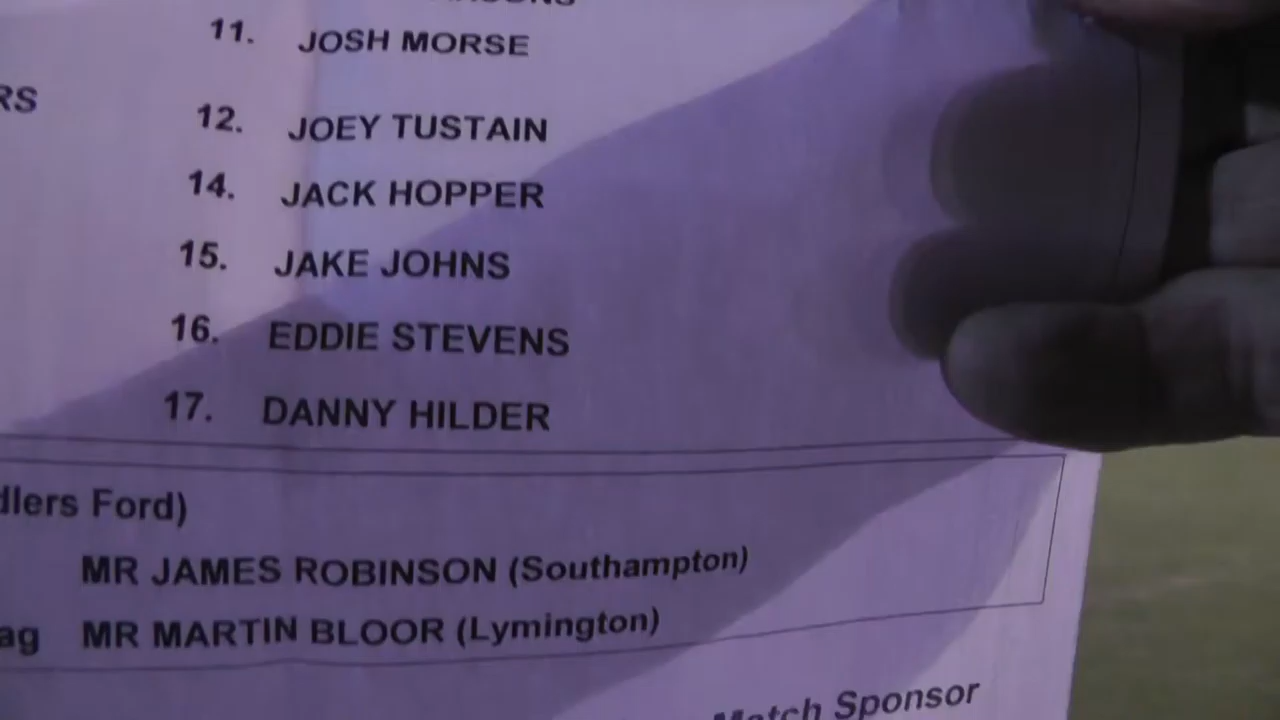 11. JOSH MORSE
RS
12. JOEY TUSTAIN
14. JACK HOPPER
15. JAKE JOHNS
16. EDDIE STEVENS
17. DANNY HILDER
dlers Ford)
MR JAMES ROBINSON (Southampton)
ag MR MARTIN BLOOR (Lymington)
Match Sponsor